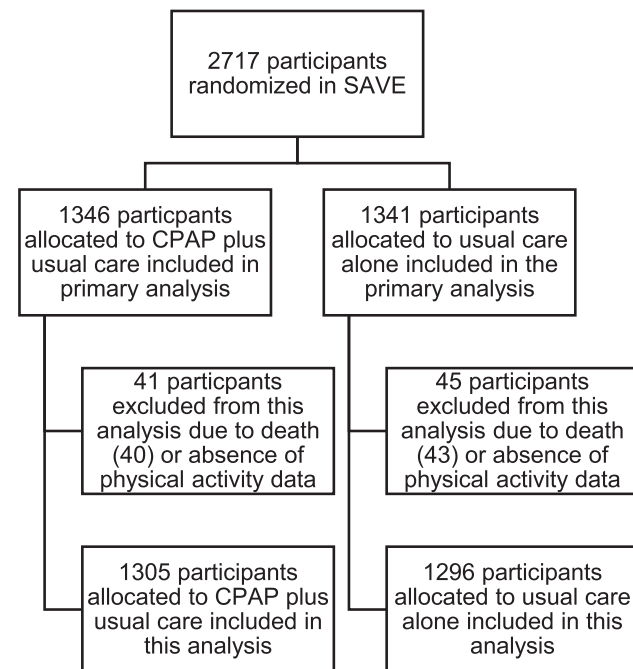 2717 participants
randomized in SAVE
1346 particpants
allocated to CPAP plus
usual care included in
primary analysis
1341 participants
allocated to usual care
alone included in the
primary analysis
41 particpants
excluded from this
analysis due to death
(40) or absence of
physical activity data
45 participants
excluded from this
analysis due to death
(43) or absence of
physical activity data
1305 participants
allocated to CPAP plus
usual care included in
this analysis
1296 participants
allocated to usual care
alone included in this
analysis